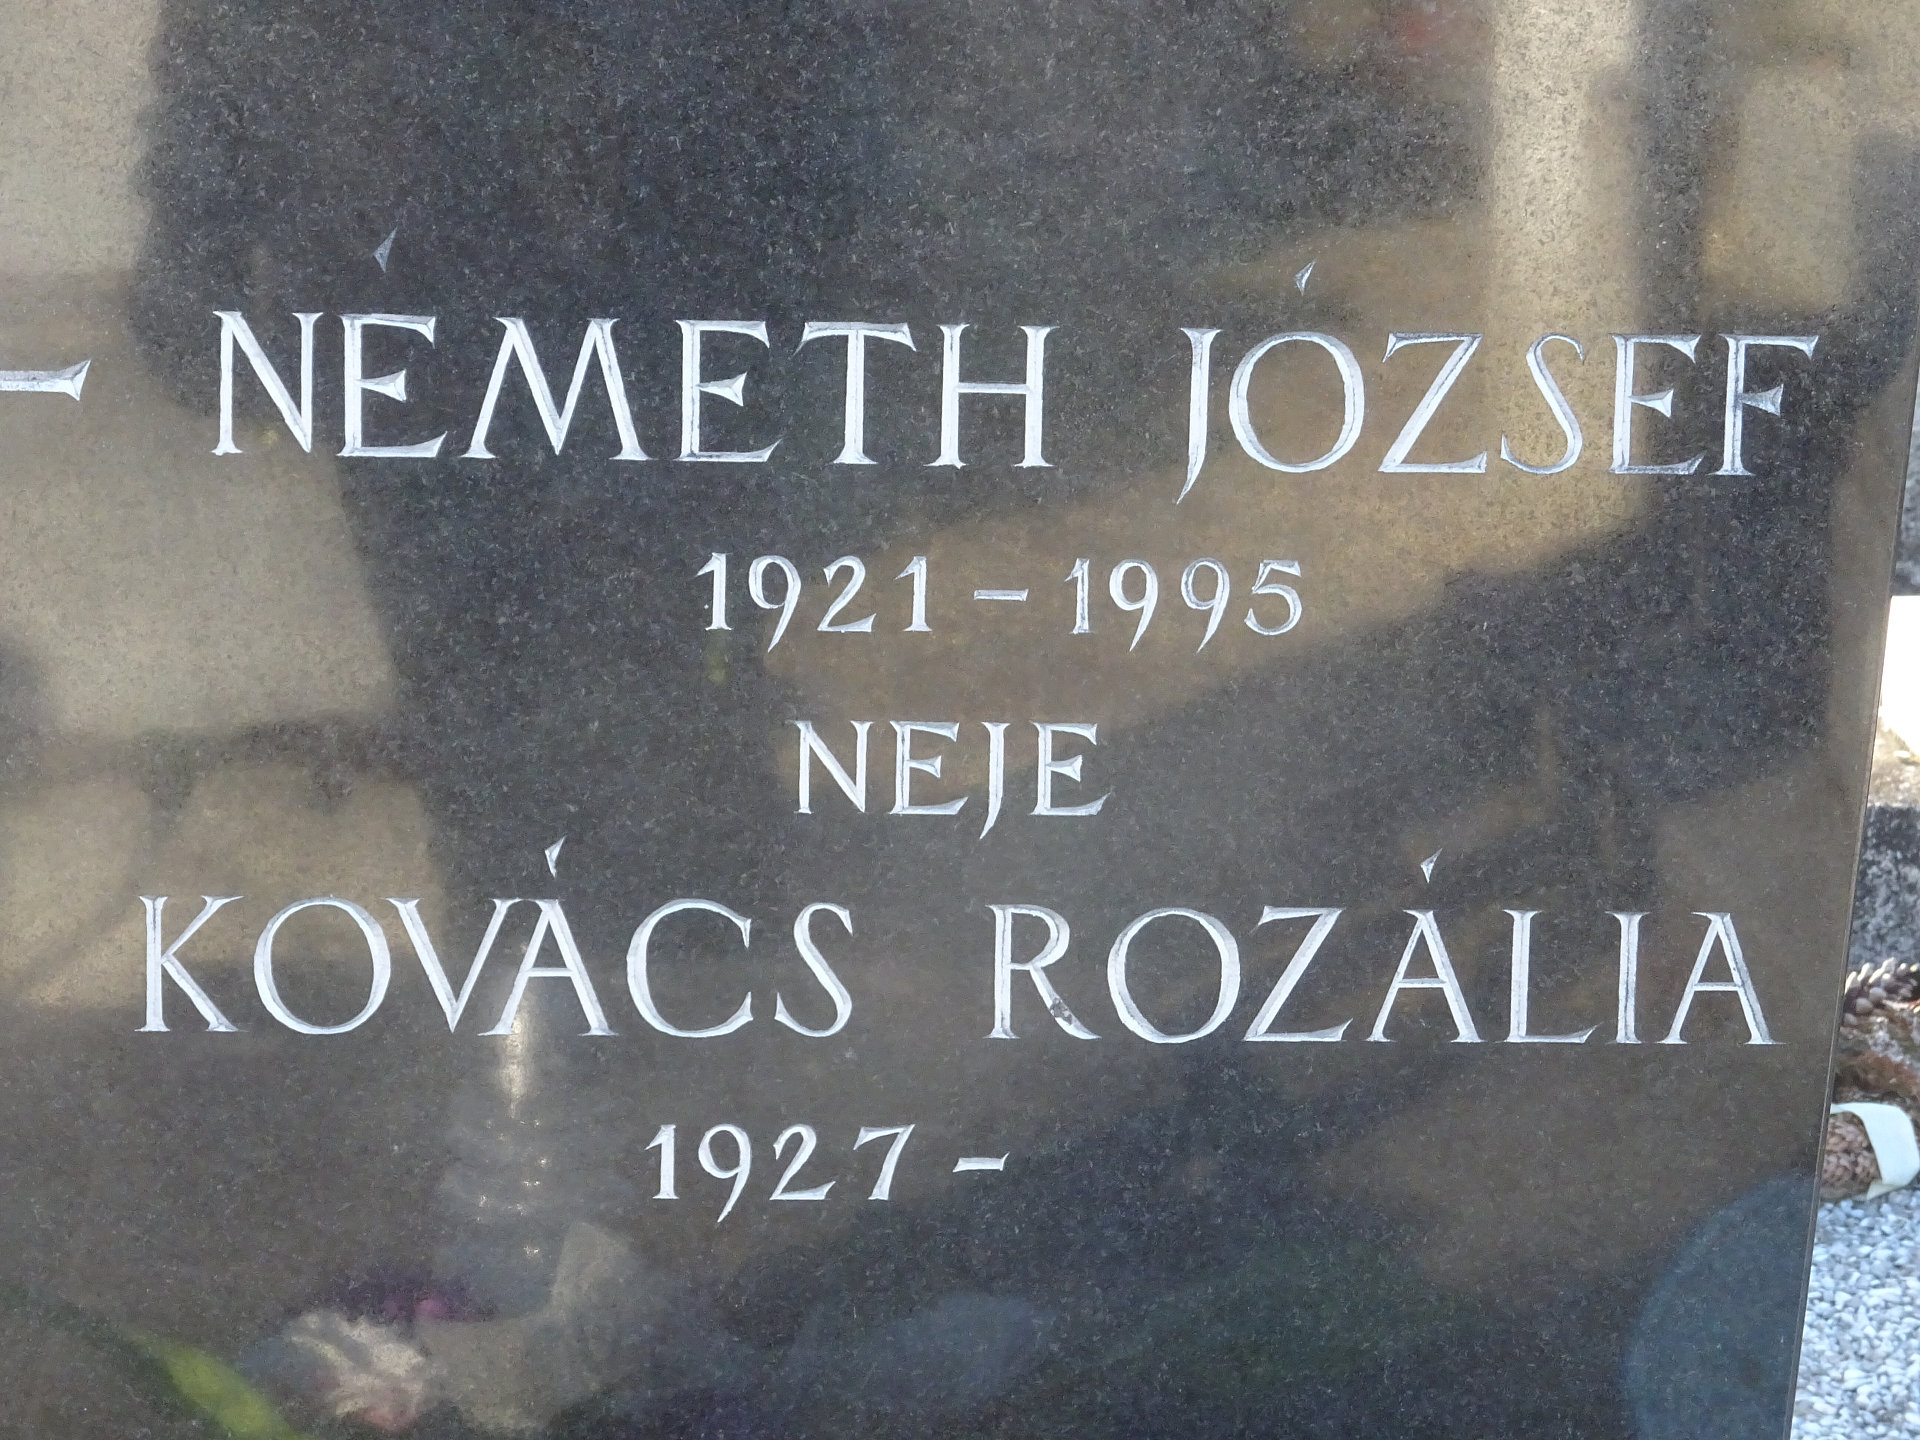 - NÉMETH JÓZSEF
1921 - 1995
NEJE
KOVÁCS ROZÁLIA
1927 -